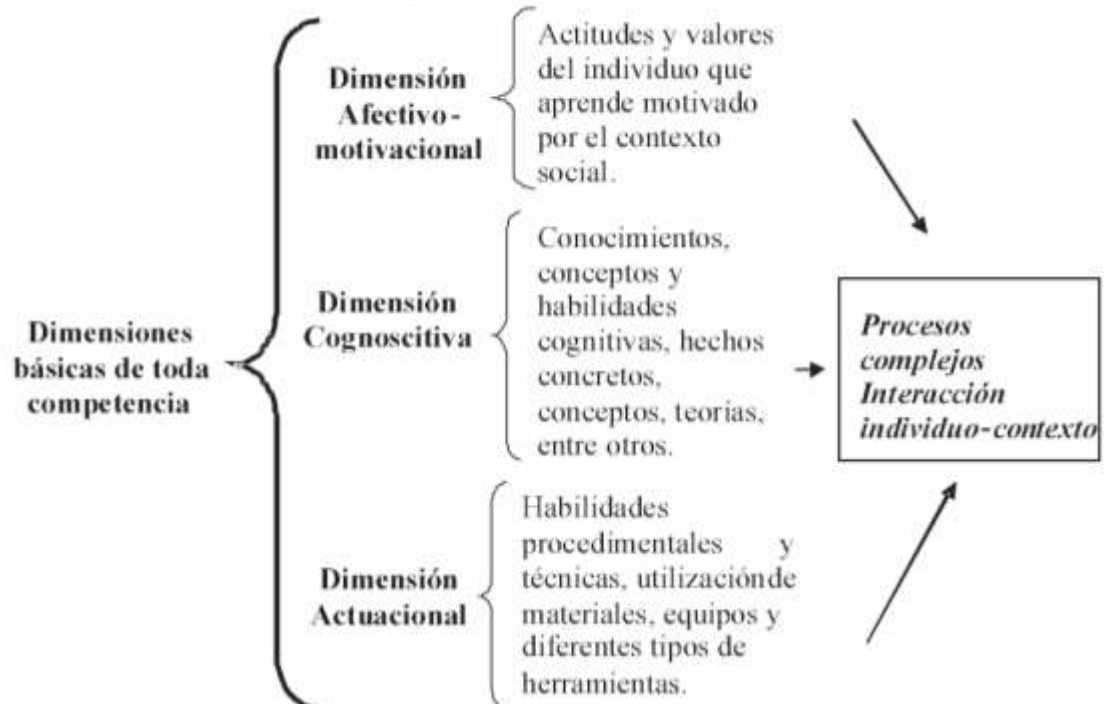 Dimensiones
básicas de toda
competencia
Dimensión
Afectivo-
motivacional
Actitudes y valores
del individuo que
aprende motivado
por el contexto
social.
Dimensión
Cognoscitiva
Conocimientos,
conceptos y
habilidades
cognitivas, hechos
concretos,
conceptos, teorías,
entre otros.
Dimensión
Actuacional
Habilidades
procedimentales y
técnicas, utilizaciónde
materiales, equipos y
diferentes tipos de
herramientas.
Procesos
complejos
Interacción
individuo-contexto